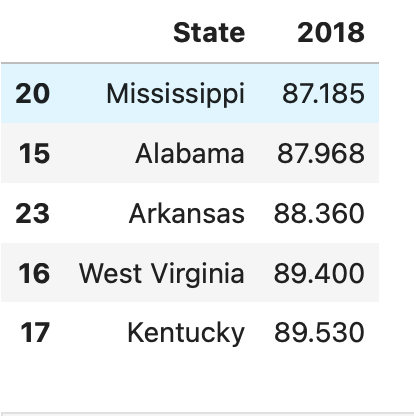 State 2018
20 Mississippi 87.185
15 Alabama 87.968
23 Arkansas 88.360
16 West Virginia 89.400
17 Kentucky 89.530